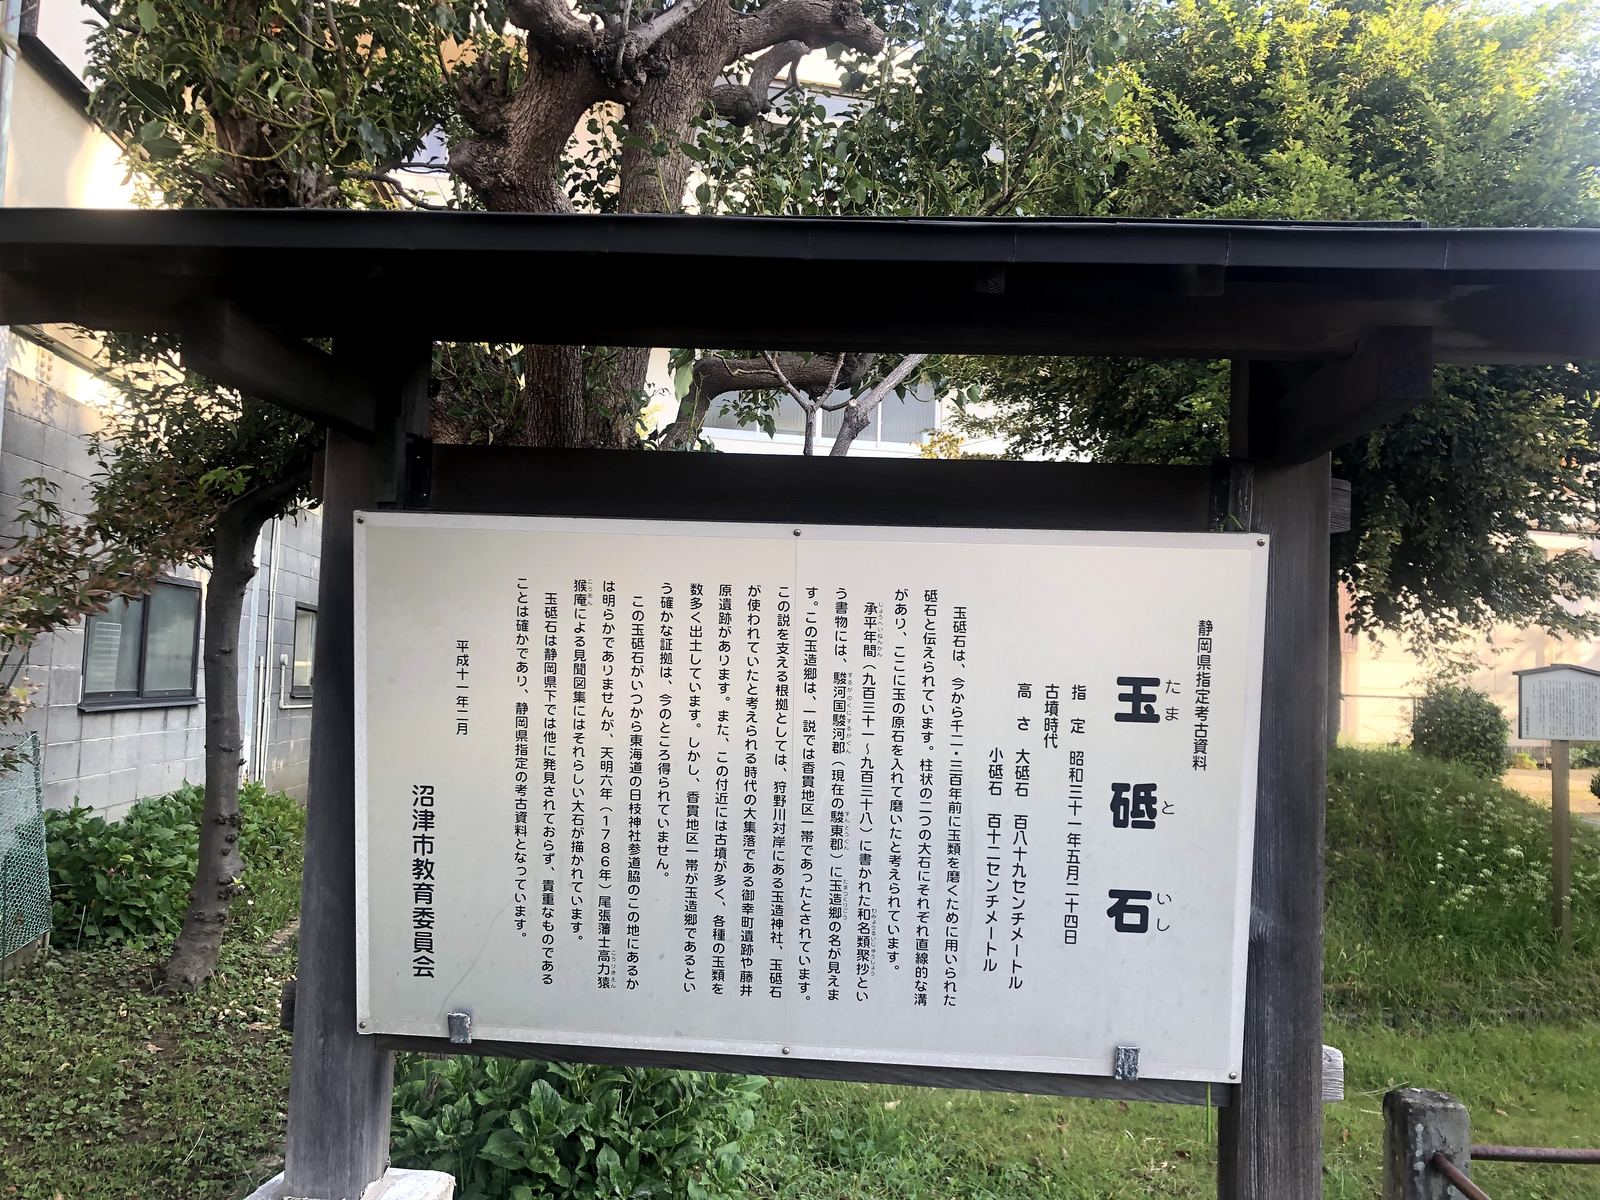 静岡県指定考古資料
玉砥石
たまといし
指定 昭和三十一年五月二十四日
古墳時代
高さ 大砥石 百八十九センチメートル
小砥石 百十二センチメートル
玉砥石は、今から千二・三百年前に玉類を磨くために用いられた
砥石と伝えられています。柱状の二つの大石にそれぞれ直線的な溝
があり、ここに玉の原石を入れて磨いたと考えられています。
承平年間（九百三十一～九百三十八）に書かれた和名類聚抄とい
う書物には、駿河国駿河郡（現在の駿東郡）に玉造郷の名が見えま
す。この玉造郷は、一説では香貫地区一帯であったとされています。
この説を支える根拠としては、狩野川対岸にある玉造神社、玉砥石
が使われていたと考えられる時代の大集落である御幸町遺跡や藤井
原遺跡があります。また、この付近には古墳が多く、各種の玉類を
数多く出土しています。しかし、香貫地区一帯が玉造郷であるとい
う確かな証拠は、今のところ得られていません。
この玉砥石がいつから東海道の日枝神社参道脇のこの地にあるか
は明らかでありませんが、天明六年（1786年）尾張藩士高力猿
猴庵による見聞図集にはそれらしい大石が描かれています。
玉砥石は静岡県下では他に発見されておらず、貴重なものである
ことは確かであり、静岡県指定の考古資料となっています。
平成十一年二月
沼津市教育委員会